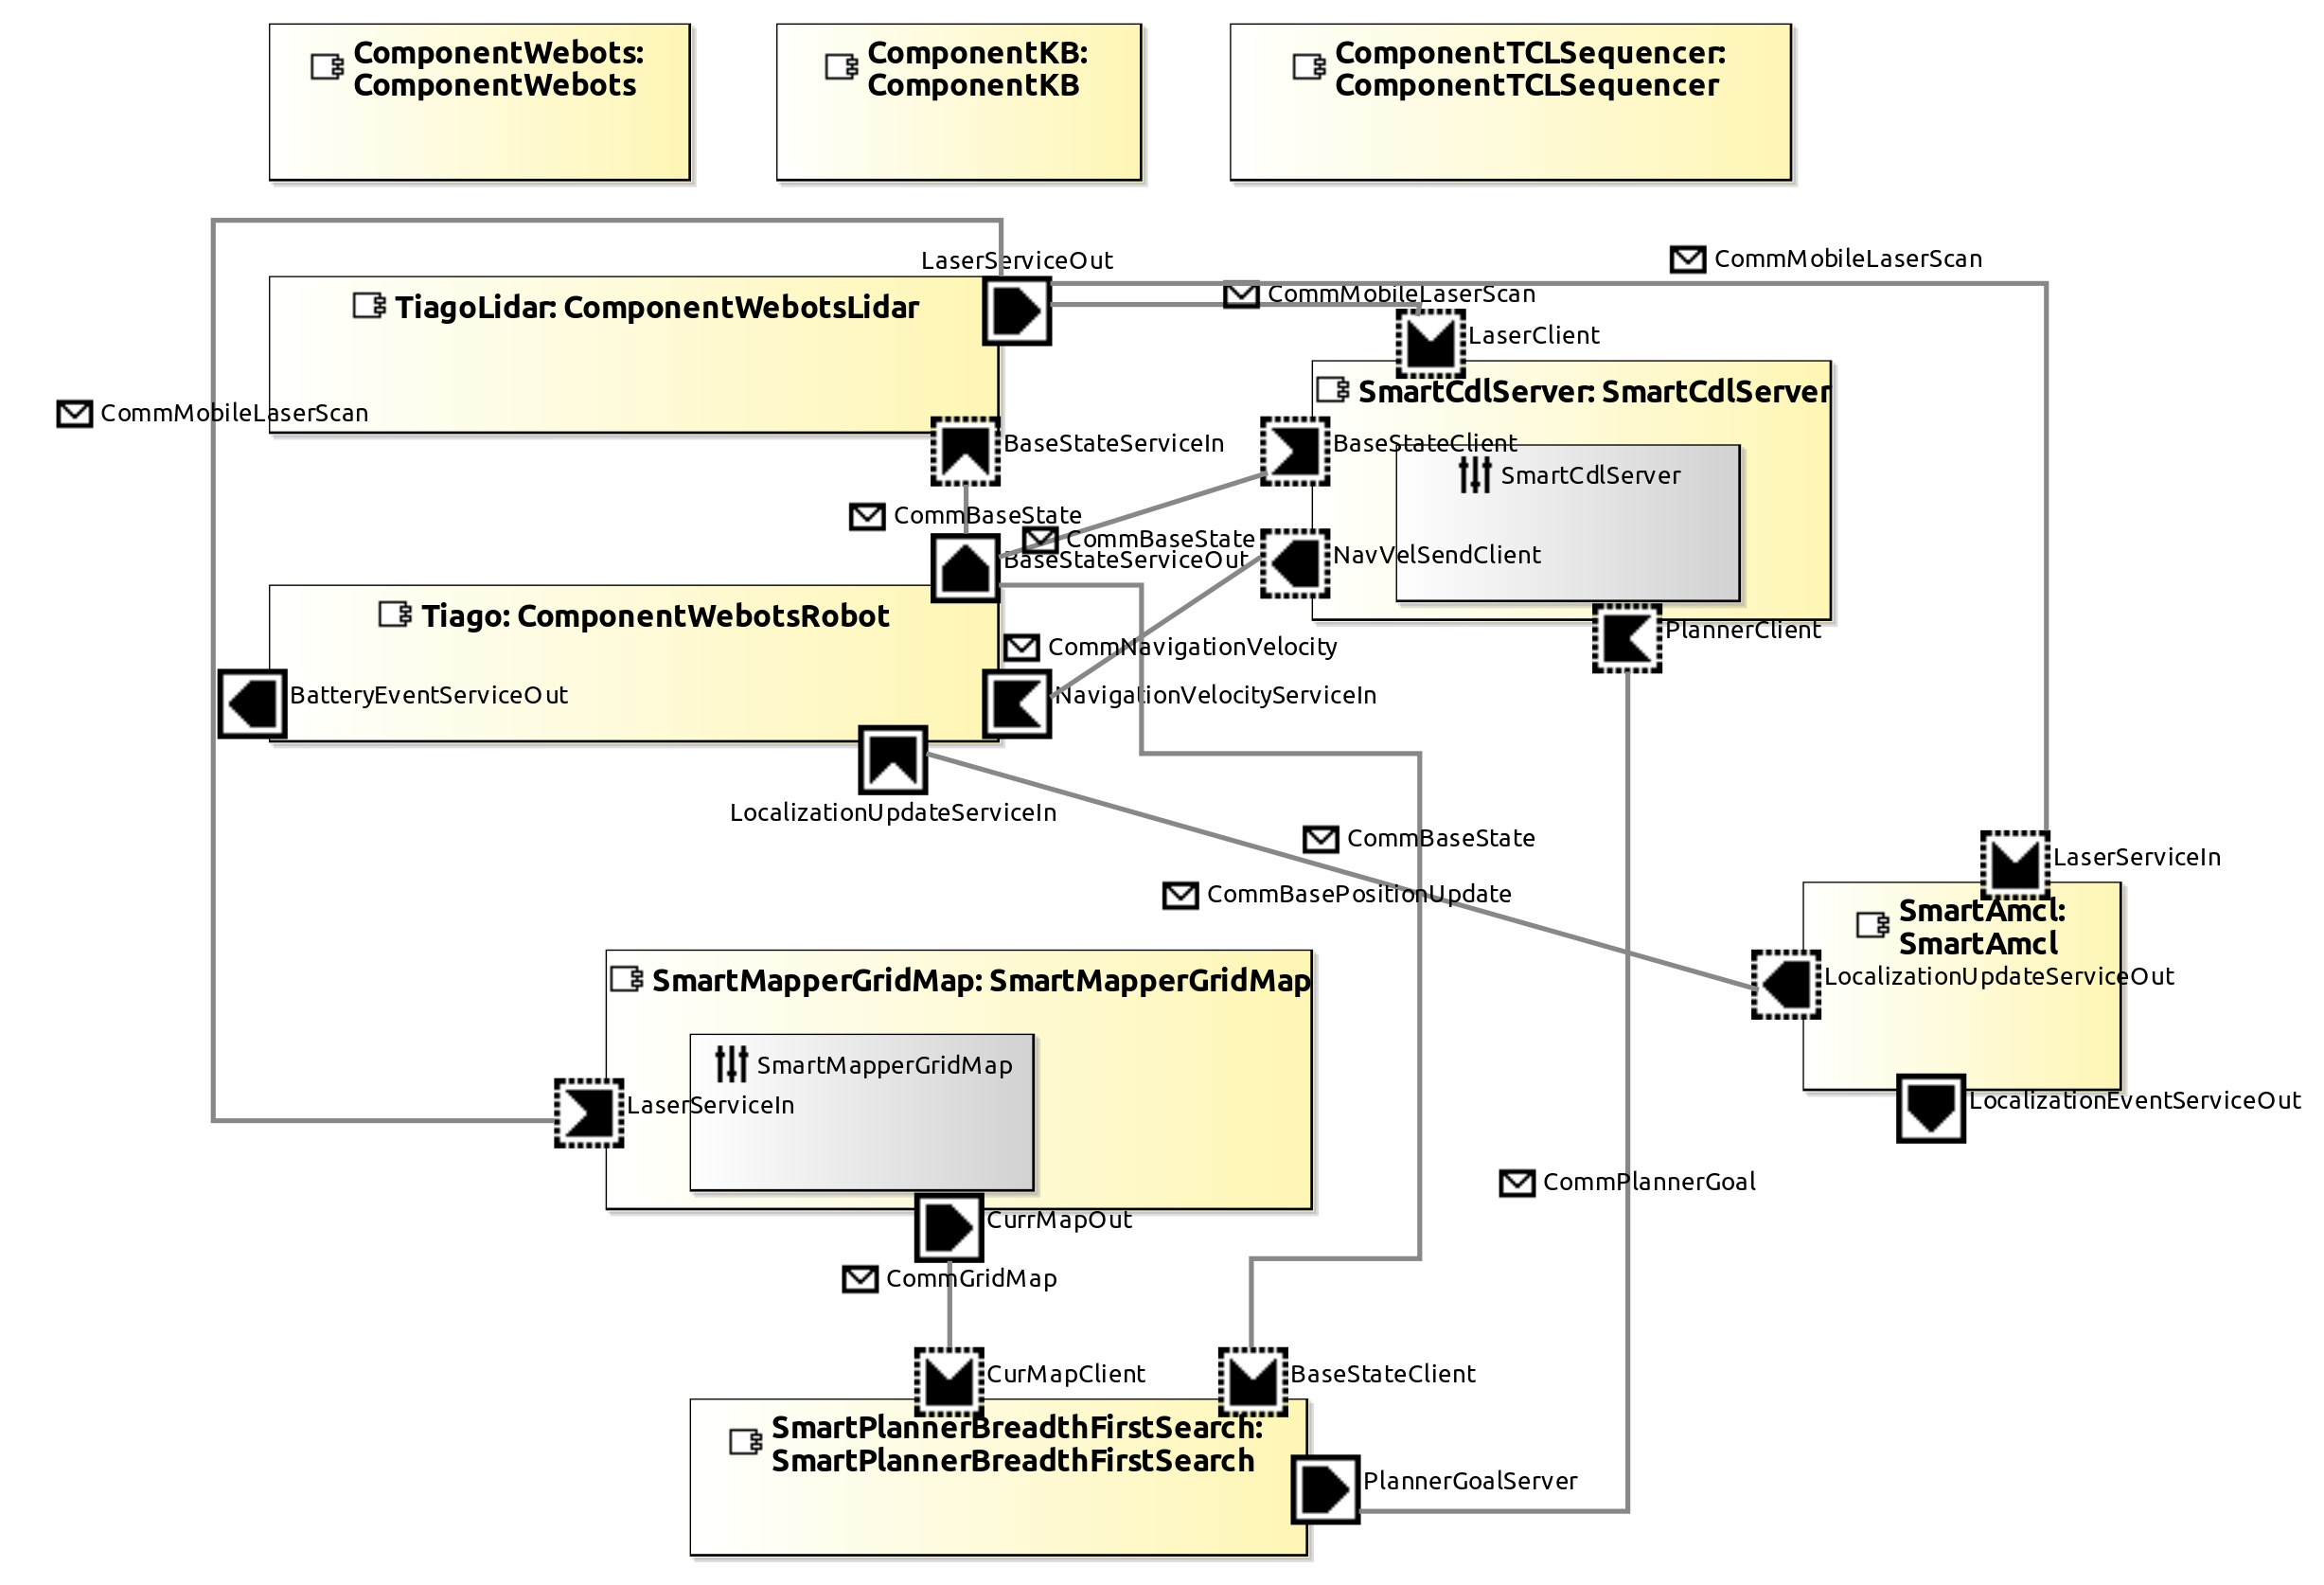 ComponentWebots:
ComponentWebots
ComponentKB:
ComponentKB
ComponentTCLSequencer:
ComponentTCLSequencer
LaserServiceOut
CommMobileLaserScan
CommMobileLaserScan
TiagoLidar: ComponentWebotsLidar
LaserClient
SmartCdlServer: SmartCdlServer
CommMobileLaserScan
BaseStateServiceIn
BaseStateClient
SmartCdlServer
CommBaseState
CommBaseState
BaseStateServiceOut
NavVelSendClient
Tiago: ComponentWebotsRobot
PlannerClient
CommNavigationVelocity
BatteryEventServiceOut
NavigationVelocityServiceIn
LocalizationUpdateServiceIn
CommBaseState
LaserServiceIn
CommBasePositionUpdate
SmartAmcl:
SmartAmcl
LocalizationUpdateServiceOut
SmartMapperGridMap: SmartMapperGridMap
SmartMapperGridMap
LaserServiceIn
LocalizationEventServiceOut
CommPlannerGoal
CurrMapOut
CommGridMap
CurMapClient
BaseStateClient
SmartPlannerBreadthFirstSearch:
SmartPlannerBreadthFirstSearch
PlannerGoalServer